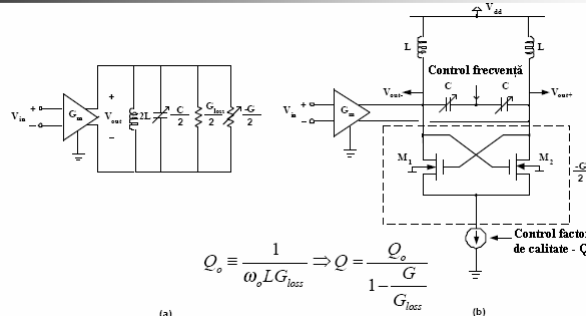 V_dd
L
L
Control frecvenţă
V_out-
C
C
V_out+
V_in
+
−
G_m
+
V_out
−
2L
C/2
G_loss/2
-G/2
V_in
+
−
G_m
M_1
M_2
-G/2
Control factor
de calitate - Q
Q_o ≡ 1/(ω_o L G_loss) ⇒ Q = Q_o/(1 − G/G_loss)
(a)
(b)